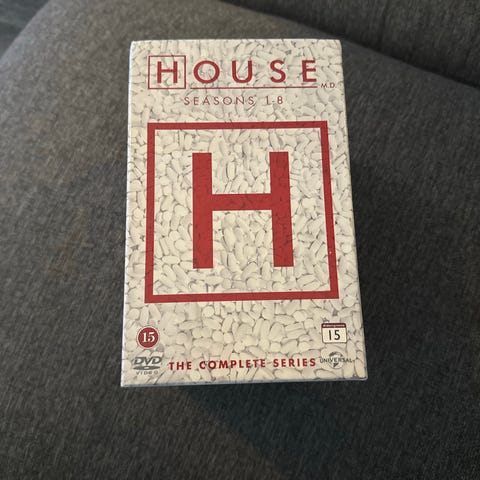 HOUSE MD
SEASONS 1-8
H
15
15
DVD
VIDEO
THE COMPLETE SERIES
UNIVERSAL